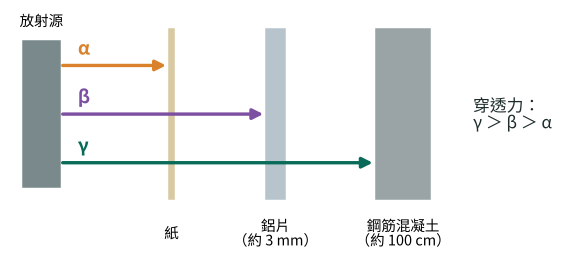 放射源
α
β
γ
紙
鋁片
（約 3 mm）
鋼筋混凝土
（約 100 cm）
穿透力：
γ > β > α